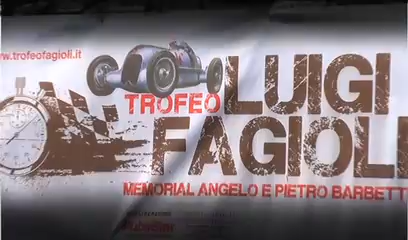 www.trofeofagioli.it
TROFEO LUIGI
FAGIOLI
MEMORIAL ANGELO E PIETRO BARBETT